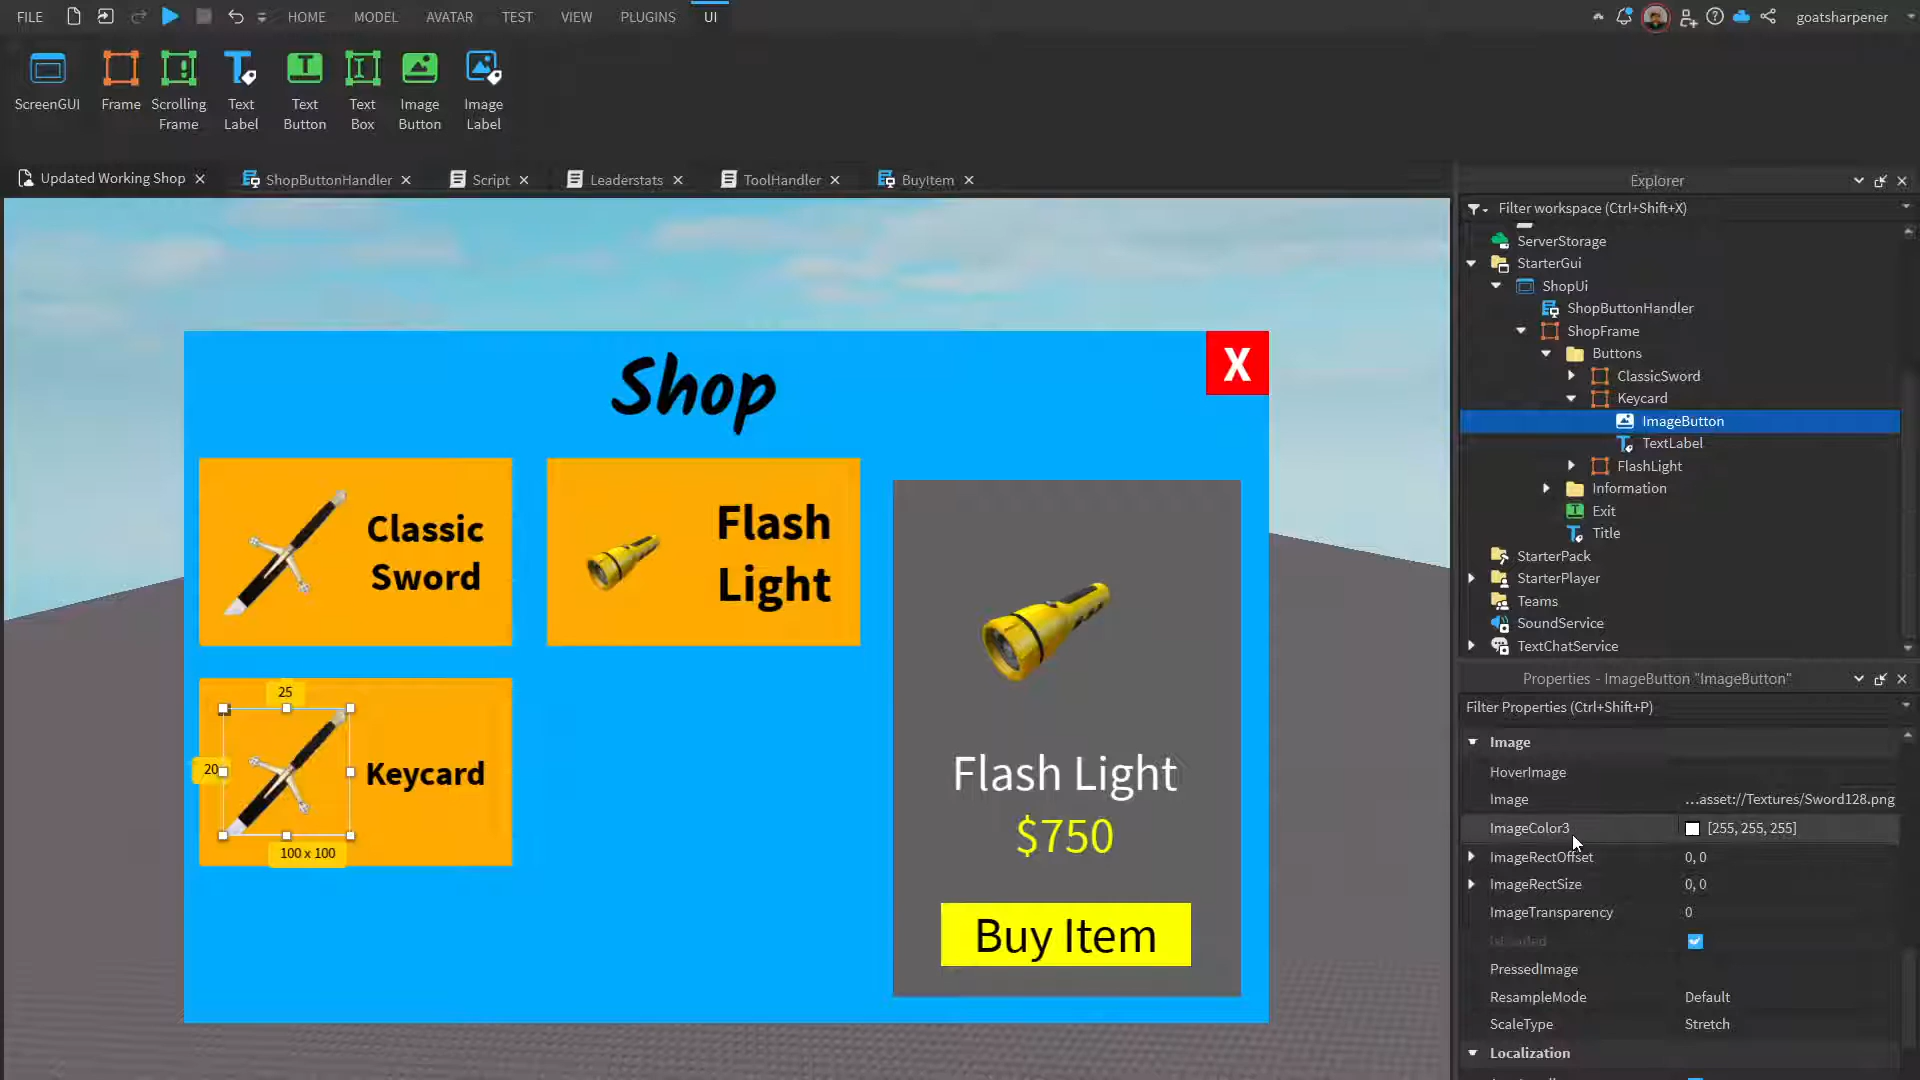 FILE HOME MODEL AVATAR TEST VIEW PLUGINS UI goatsharpener
ScreenGUI Frame Scrolling Frame Text Label Text Button Text Box Image Button Image Label
Updated Working Shop ShopButtonHandler Script Leaderstats ToolHandler BuyItem
Shop
X
Classic
Sword
Flash
Light
25
20
Keycard
100 x 100
Flash Light
$750
Buy Item
Explorer
Filter workspace (Ctrl+Shift+X)
ServerStorage
StarterGui
ShopUi
ShopButtonHandler
ShopFrame
Buttons
ClassicSword
Keycard
ImageButton
TextLabel
FlashLight
Information
Exit
Title
StarterPack
StarterPlayer
Teams
SoundService
TextChatService
Properties - ImageButton "ImageButton"
Filter Properties (Ctrl+Shift+P)
Image
HoverImage
Image ...asset://Textures/Sword128.png
ImageColor3 [255, 255, 255]
ImageRectOffset 0, 0
ImageRectSize 0, 0
ImageTransparency 0
IsLoaded
PressedImage
ResampleMode Default
ScaleType Stretch
Localization